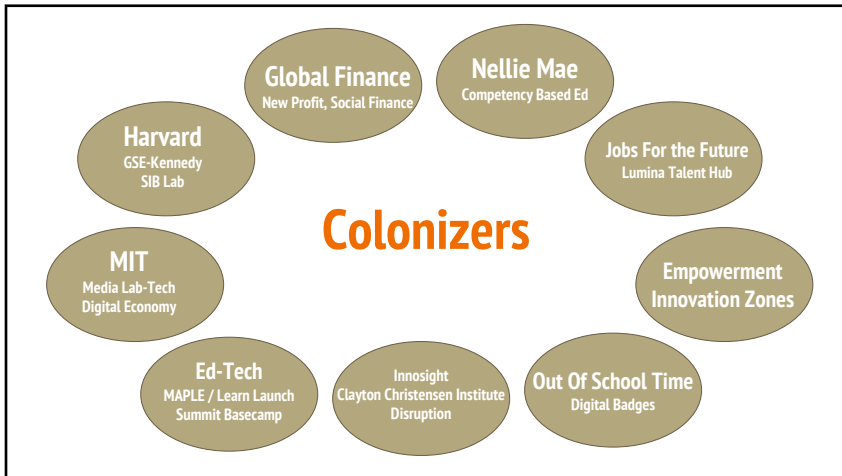 Global Finance
New Profit, Social Finance
Nellie Mae
Competency Based Ed
Harvard
GSE-Kennedy
SIB Lab
Jobs For the Future
Lumina Talent Hub
Colonizers
MIT
Media Lab-Tech
Digital Economy
Empowerment
Innovation Zones
Ed-Tech
MAPLE / Learn Launch
Summit Basecamp
Innosight
Clayton Christensen Institute
Disruption
Out Of School Time
Digital Badges